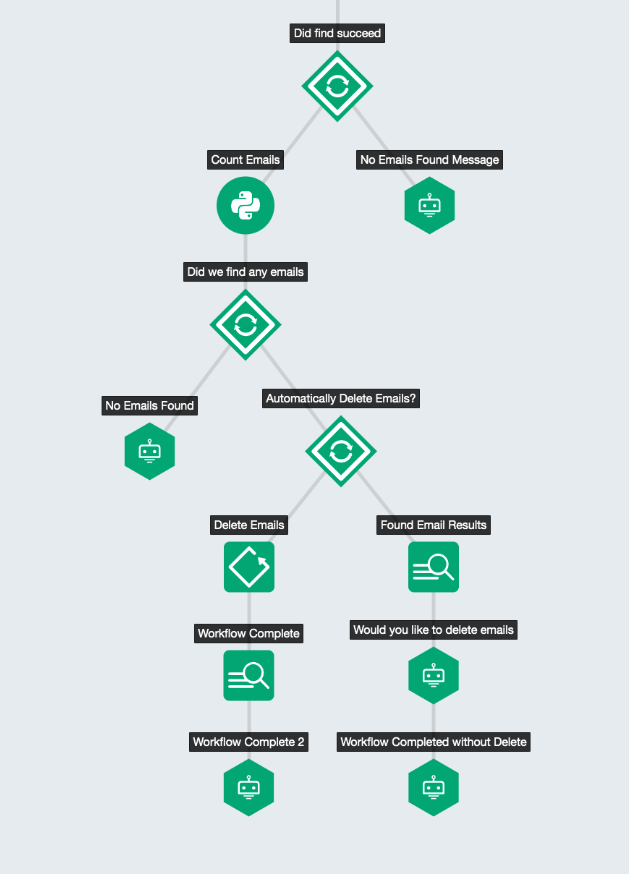 Did find succeed
Count Emails
No Emails Found Message
Did we find any emails
No Emails Found
Automatically Delete Emails?
Delete Emails
Found Email Results
Workflow Complete
Would you like to delete emails
Workflow Complete 2
Workflow Completed without Delete